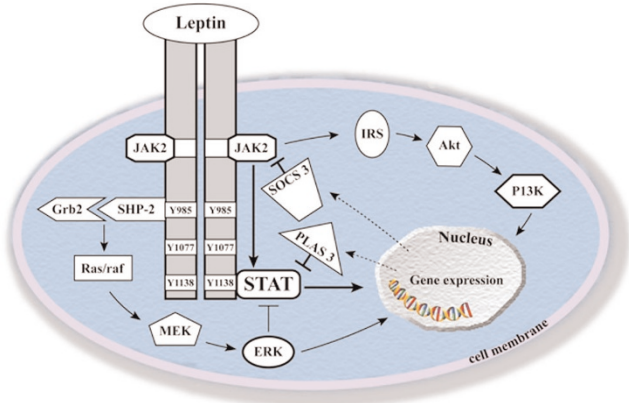 Leptin
JAK2
JAK2
IRS
Akt
P13K
SOCS 3
Grb2
SHP-2
Y985
Y985
Y1077
Y1077
PLAS 3
Nucleus
Gene expression
Ras/raf
Y1138
Y1138
STAT
MEK
ERK
cell membrane